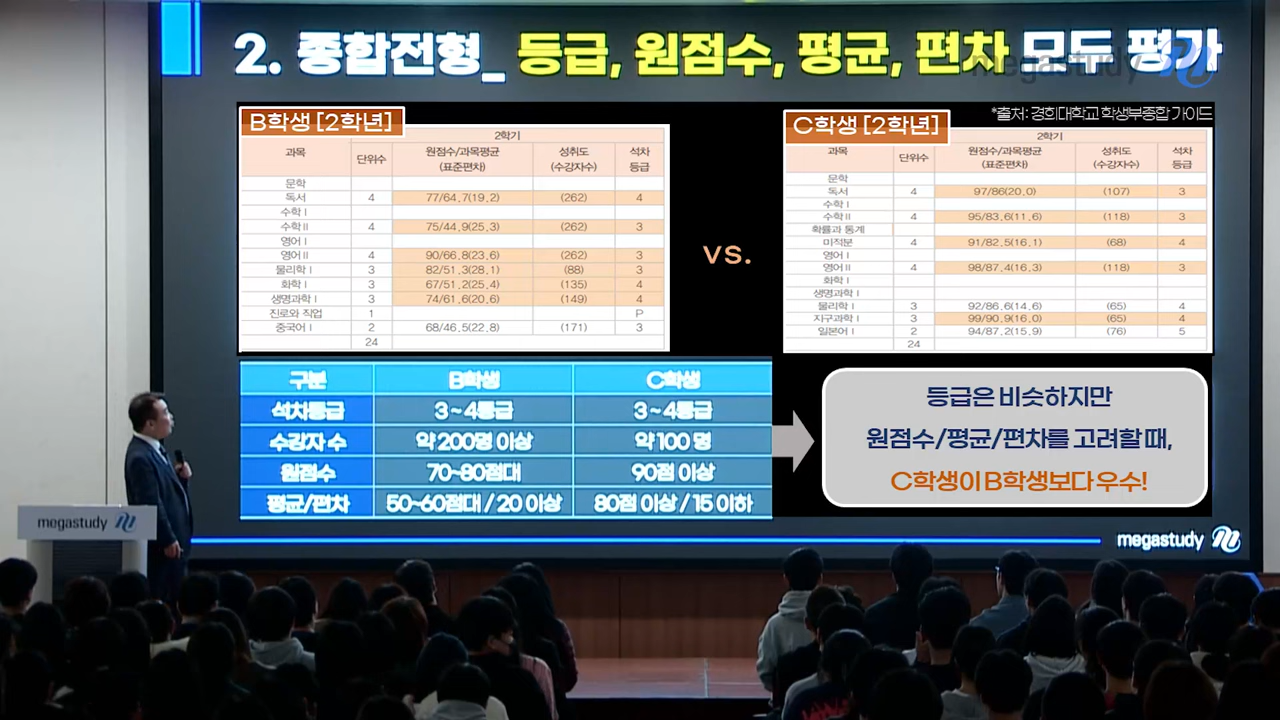 2. 종합전형_ 등급, 원점수, 평균, 편차 모두 평가
megastudy
*출처: 경희대학교 학생부종합 가이드
B학생 [2학년]
2학기
과목 단위수 원점수/과목평균 (표준편차) 성취도 (수강자수) 석차 등급
문학
독서 4 77/64.7(19.2) (262) 4
수학 I
수학 II 4 75/44.9(25.3) (262) 3
영어 I
영어 II 4 90/66.8(23.6) (262) 3
물리학 I 3 82/51.3(28.1) (88) 3
화학 I 3 67/51.2(25.4) (135) 4
생명과학 I 3 74/61.6(20.6) (149) 4
진로와 직업 1 P
중국어 I 2 68/46.5(22.8) (171) 3
24
vs.
C학생 [2학년]
2학기
과목 단위수 원점수/과목평균 (표준편차) 성취도 (수강자수) 석차 등급
문학
독서 4 97/86(20.0) (107) 3
수학 I
수학 II 4 95/83.6(11.6) (118) 3
확률과 통계
미적분 4 91/82.5(16.1) (68) 4
영어 I
영어 II 4 98/87.4(16.3) (118) 3
화학 I
생명과학 I
물리학 I 3 92/86.6(14.6) (65) 4
지구과학 I 3 99/90.9(16.0) (65) 4
일본어 I 2 94/87.2(15.9) (76) 5
24
구분 B학생 C학생
석차등급 3~4등급 3~4등급
수강자 수 약 200명 이상 약 100 명
원점수 70~80점대 90점 이상
평균/편차 50~60점대 / 20 이상 80점 이상 / 15 이하
등급은 비슷하지만
원점수/평균/편차를 고려할 때,
C학생이 B학생보다 우수!
megastudy
megastudy